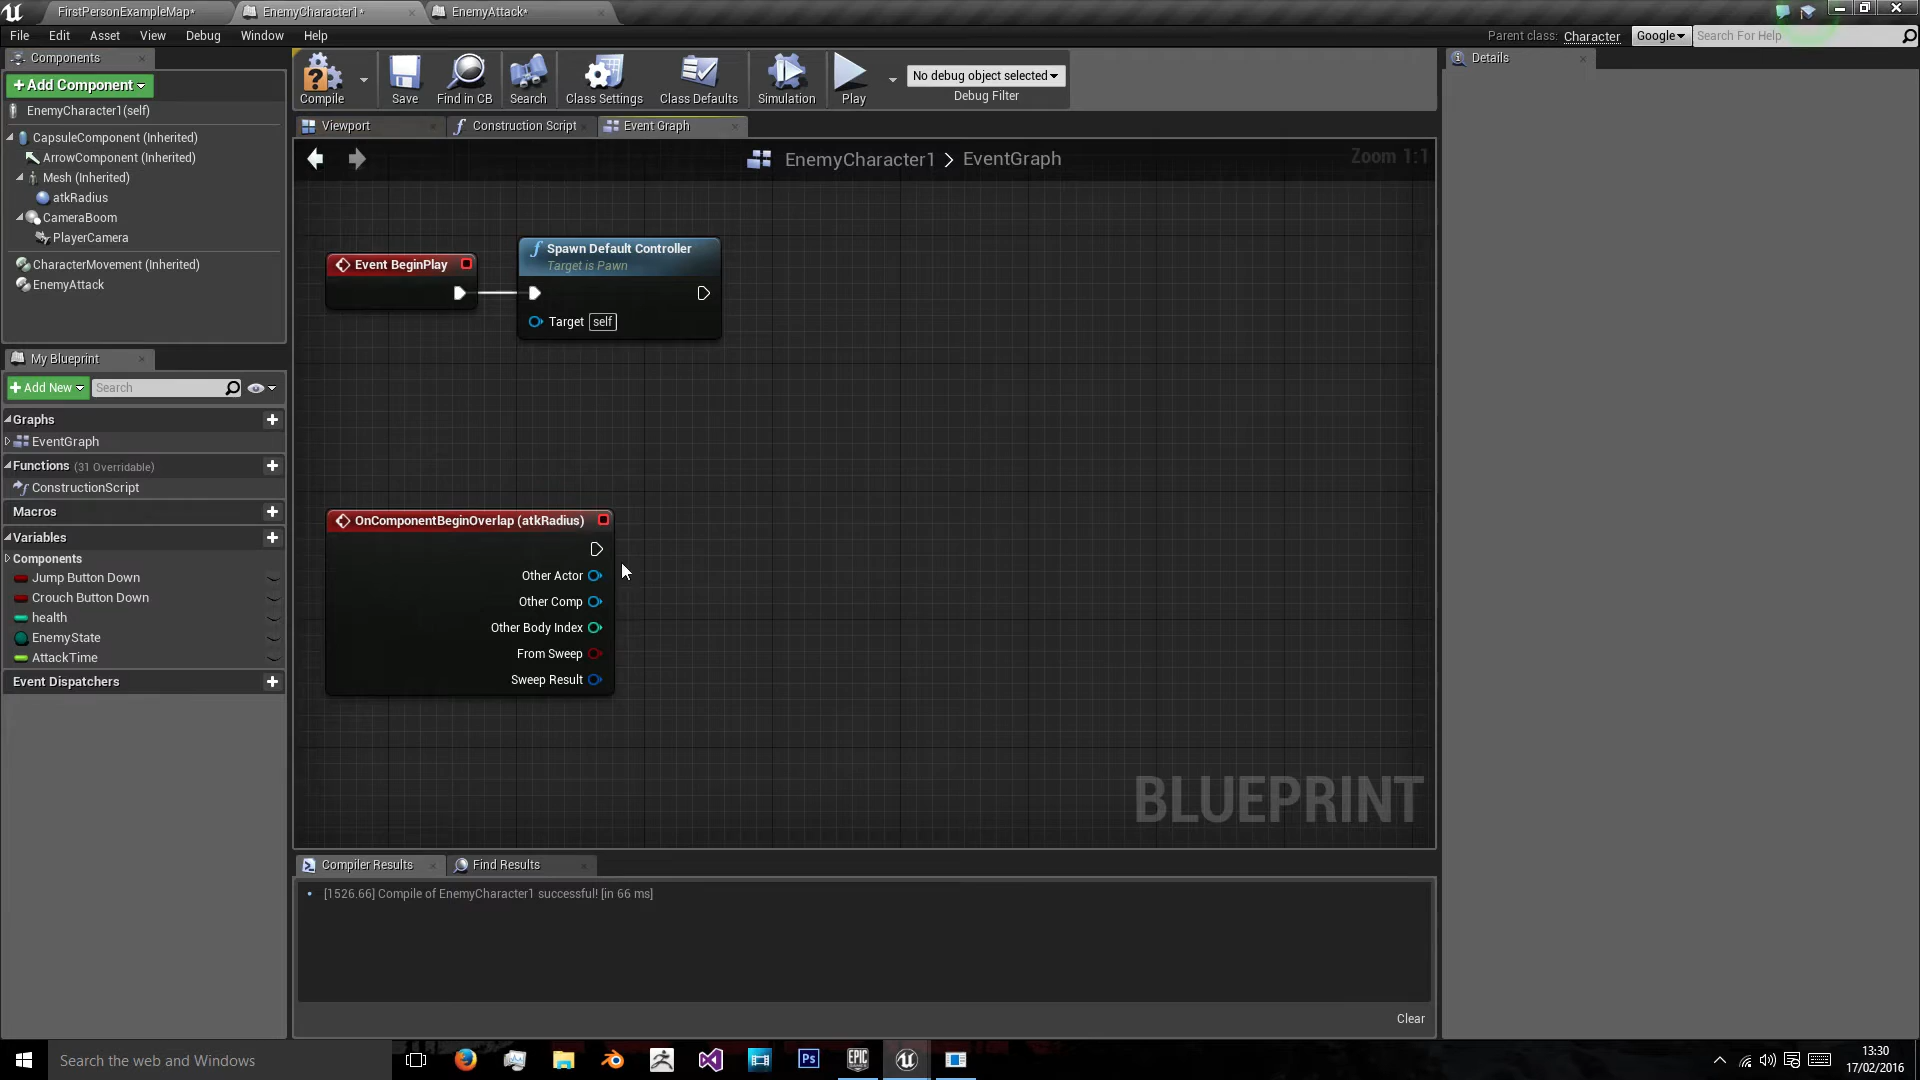 FirstPersonExampleMap*
EnemyCharacter1*
EnemyAttack*
File Edit Asset View Debug Window Help
Parent class: Character
Google
Search For Help
Components
+ Add Component
EnemyCharacter1(self)
CapsuleComponent (Inherited)
ArrowComponent (Inherited)
Mesh (Inherited)
atkRadius
CameraBoom
PlayerCamera
CharacterMovement (Inherited)
EnemyAttack
My Blueprint
+ Add New
Search
Graphs
EventGraph
Functions (31 Overridable)
ConstructionScript
Macros
Variables
Components
Jump Button Down
Crouch Button Down
health
EnemyState
AttackTime
Event Dispatchers
Compile
Save
Find in CB
Search
Class Settings
Class Defaults
Simulation
Play
No debug object selected
Debug Filter
Viewport
Construction Script
Event Graph
EnemyCharacter1 > EventGraph
Zoom 1:1
Event BeginPlay
Spawn Default Controller
Target is Pawn
Target self
OnComponentBeginOverlap (atkRadius)
Other Actor
Other Comp
Other Body Index
From Sweep
Sweep Result
BLUEPRINT
Compiler Results
Find Results
[1526.66] Compile of EnemyCharacter1 successful! [in 66 ms]
Clear
Details
Search the web and Windows
Ps
EPIC
13:30
17/02/2016